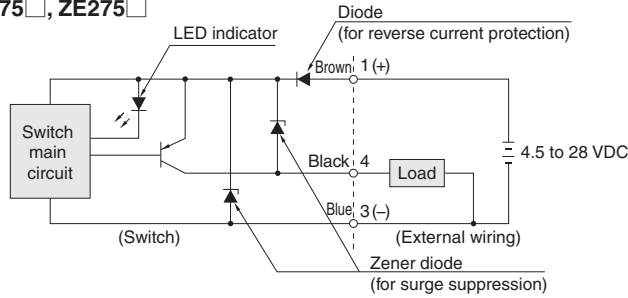 75□, ZE275□
Diode
(for reverse current protection)
LED indicator
Brown 1 (+)
Switch
main
circuit
4.5 to 28 VDC
Black 4
Load
Blue 3 (−)
(Switch)
(External wiring)
Zener diode
(for surge suppression)